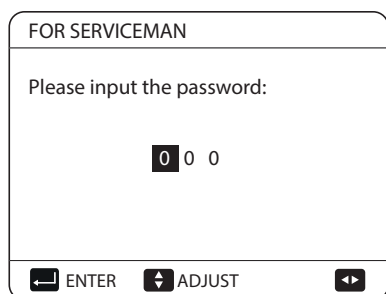 FOR SERVICEMAN
Please input the password:
0 0 0
ENTER ADJUST